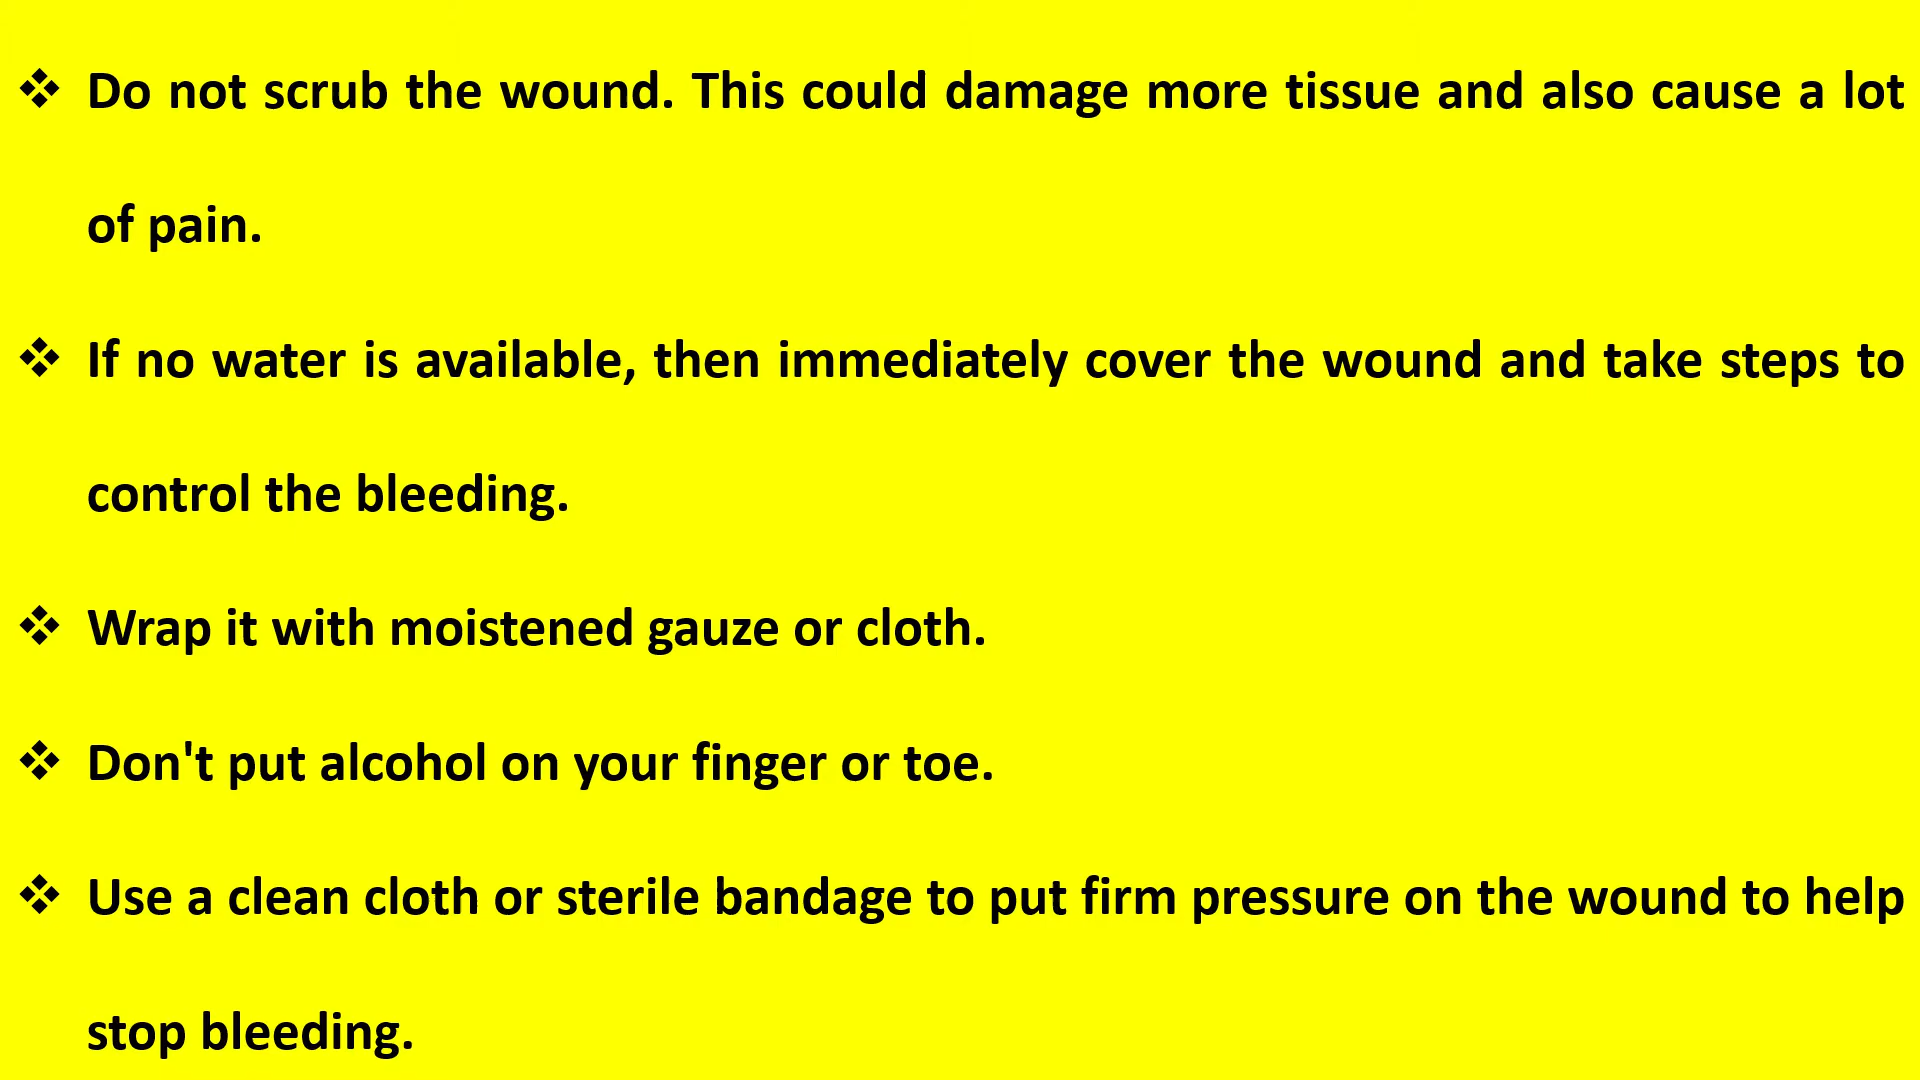 ❖ Do not scrub the wound. This could damage more tissue and also cause a lot
of pain.
❖ If no water is available, then immediately cover the wound and take steps to
control the bleeding.
❖ Wrap it with moistened gauze or cloth.
❖ Don't put alcohol on your finger or toe.
❖ Use a clean cloth or sterile bandage to put firm pressure on the wound to help
stop bleeding.